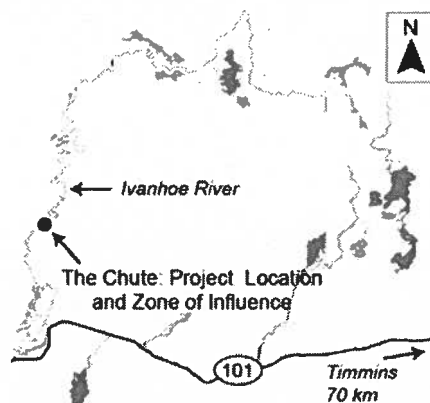 N
Ivanhoe River
The Chute: Project Location
and Zone of Influence
101
Timmins
70 km